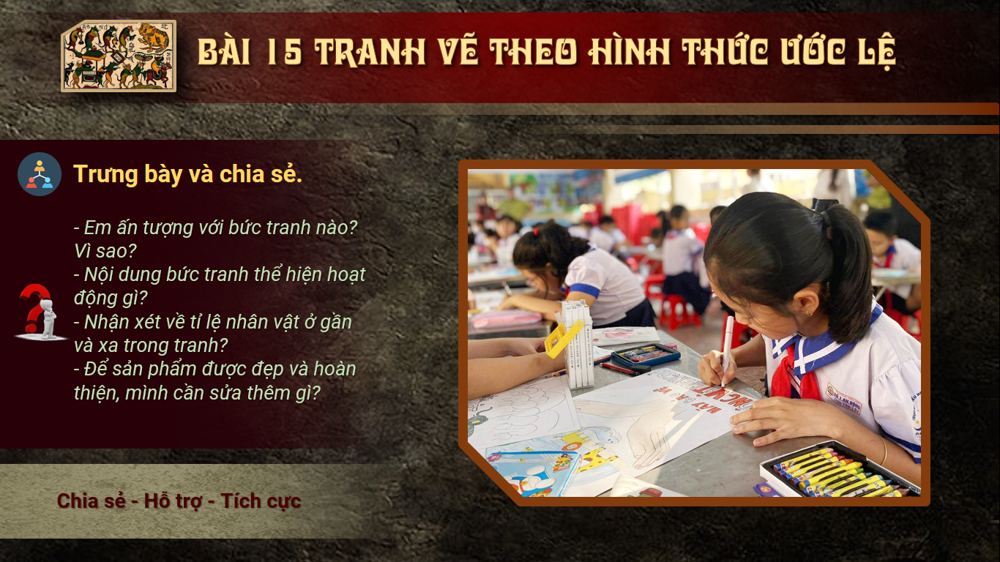 BÀI 15 TRANH VẼ THEO HÌNH THỨC ƯỚC LỆ
Trưng bày và chia sẻ.
- Em ấn tượng với bức tranh nào?
Vì sao?
- Nội dung bức tranh thể hiện hoạt
động gì?
- Nhận xét về tỉ lệ nhân vật ở gần
và xa trong tranh?
- Để sản phẩm được đẹp và hoàn
thiện, mình cần sửa thêm gì?
Chia sẻ - Hỗ trợ - Tích cực
HÃY BẢO VỆ